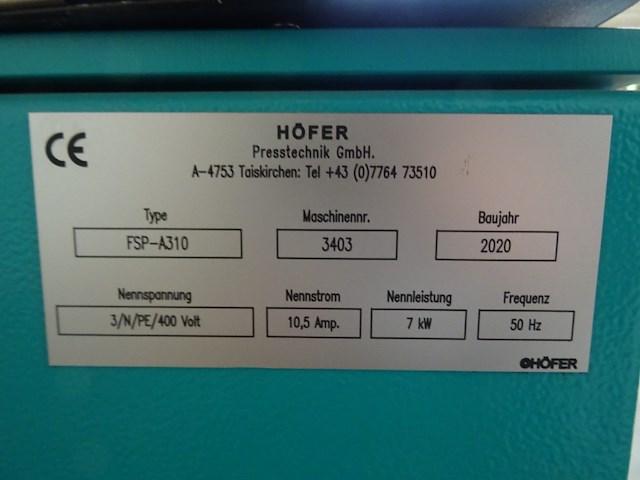 CE
HÖFER
Presstechnik GmbH.
A-4753 Taiskirchen: Tel +43 (0)7764 73510
Type Maschinennr. Baujahr
FSP-A310 3403 2020
Nennspannung Nennstrom Nennleistung Frequenz
3/N/PE/400 Volt 10,5 Amp. 7 kW 50 Hz
HÖFER